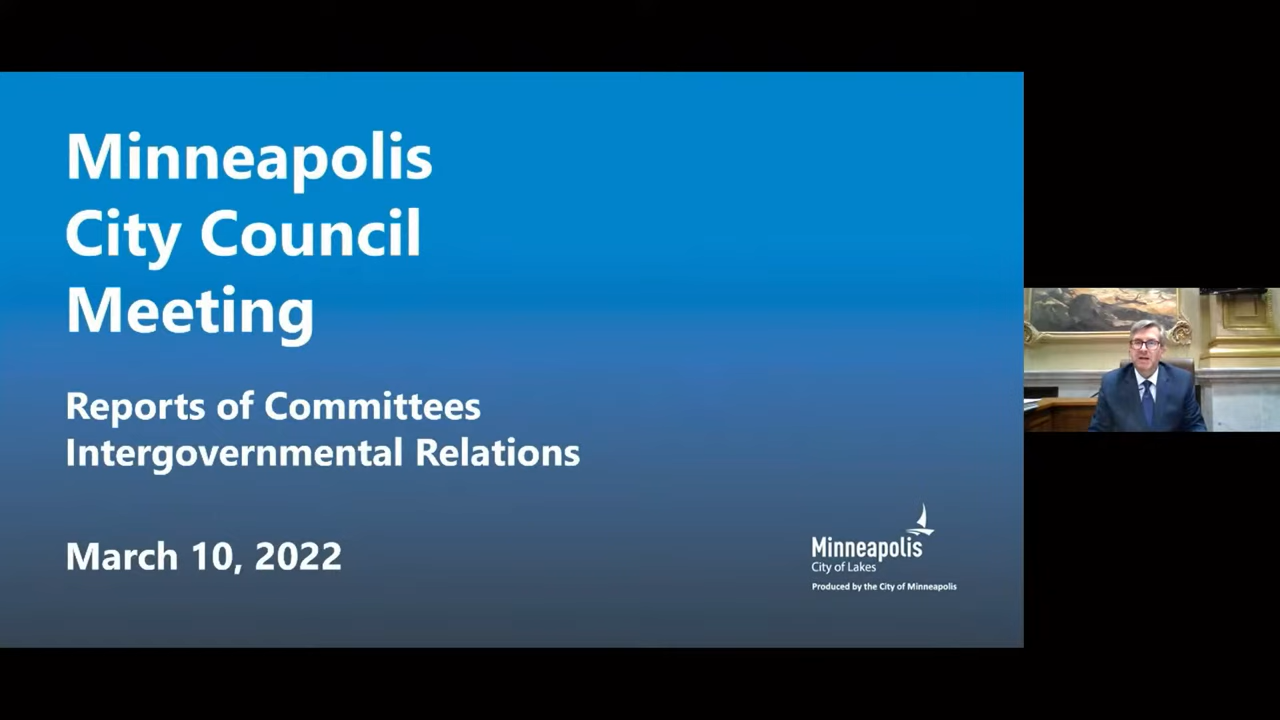 Minneapolis
City Council
Meeting
Reports of Committees
Intergovernmental Relations
March 10, 2022
Minneapolis
City of Lakes
Produced by the City of Minneapolis